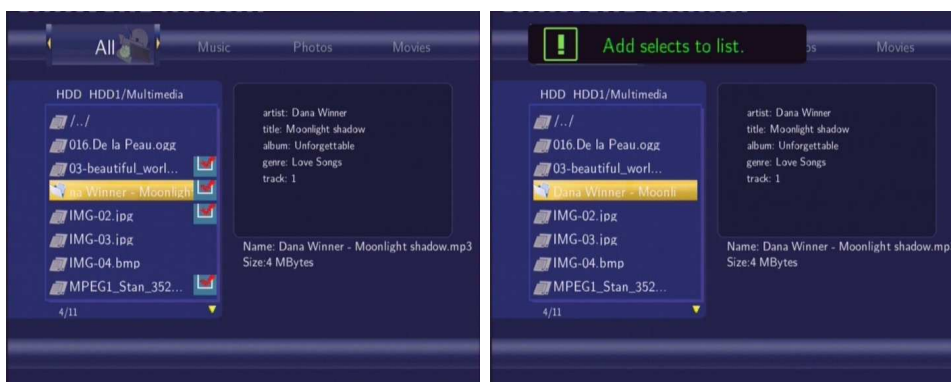 All Music Photos Movies
HDD HDD1/Multimedia
/../
016.De la Peau.ogg
03-beautiful_worl...
na Winner - Moonligh
IMG-02.jpg
IMG-03.jpg
IMG-04.bmp
MPEG1_Stan_352...
4/11
artist: Dana Winner
title: Moonlight shadow
album: Unforgettable
genre: Love Songs
track: 1
Name: Dana Winner - Moonlight shadow.mp3
Size:4 MBytes
! Add selects to list.
os Movies
HDD HDD1/Multimedia
/../
016.De la Peau.ogg
03-beautiful_worl...
Dana Winner - Moonli
IMG-02.jpg
IMG-03.jpg
IMG-04.bmp
MPEG1_Stan_352...
4/11
artist: Dana Winner
title: Moonlight shadow
album: Unforgettable
genre: Love Songs
track: 1
Name: Dana Winner - Moonlight shadow.mp
Size:4 MBytes